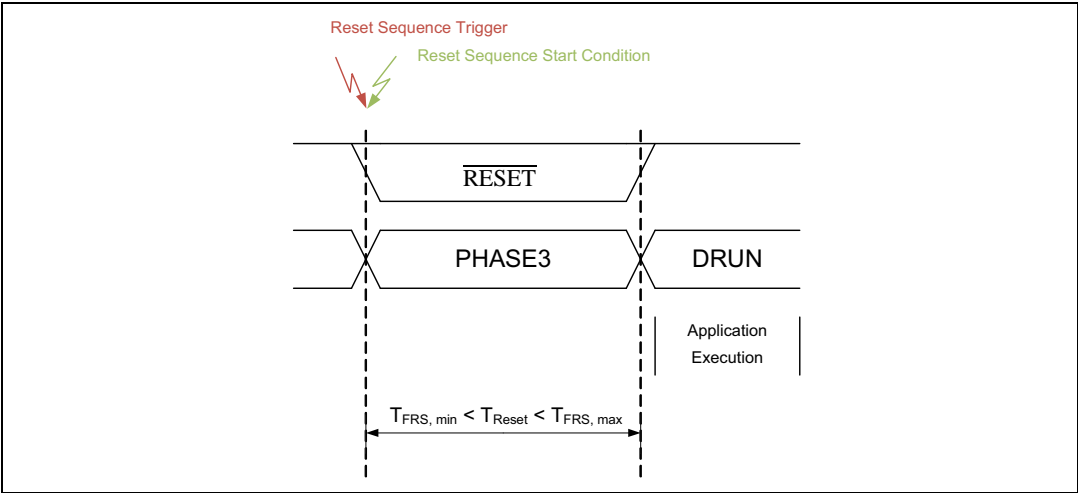 Reset Sequence Trigger
Reset Sequence Start Condition
RESET
PHASE3
DRUN
Application
Execution
TFRS, min < TReset < TFRS, max